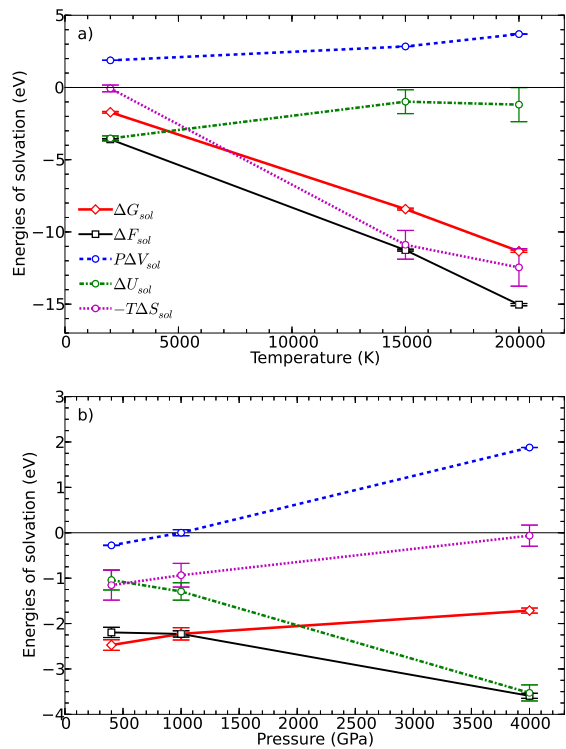 a)
5
0
−5
−10
−15
Energies of solvation (eV)
ΔG_sol
ΔF_sol
PΔV_sol
ΔU_sol
−TΔS_sol
0 5000 10000 15000 20000
Temperature (K)
b)
3
2
1
0
−1
−2
−3
−4
Energies of solvation (eV)
500 1000 1500 2000 2500 3000 3500 4000
Pressure (GPa)